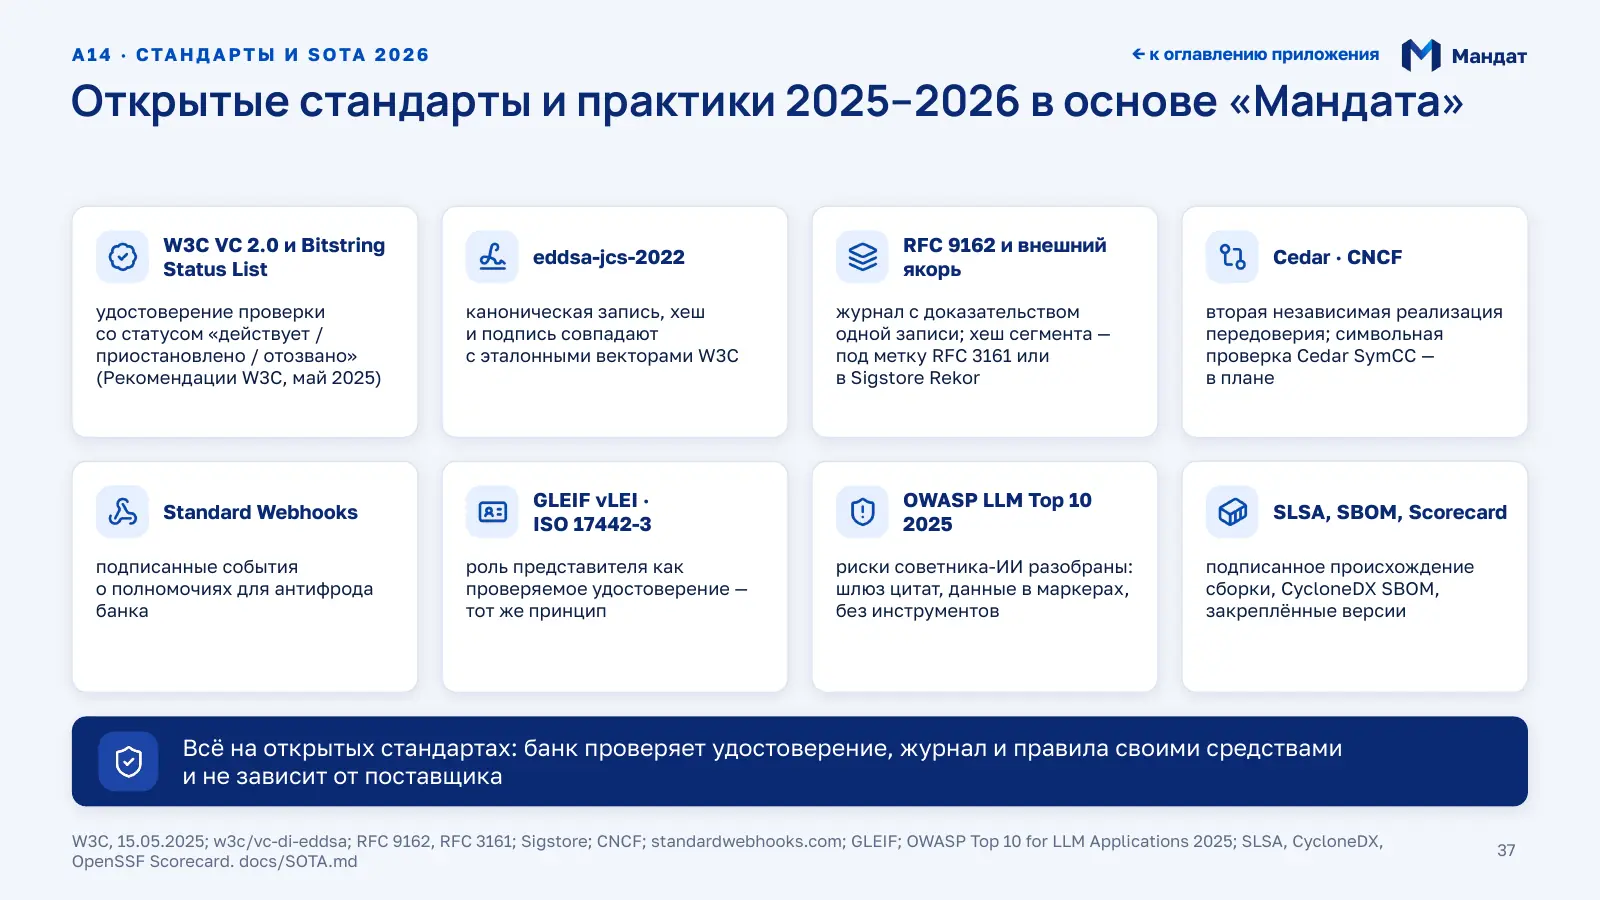 А14 · СТАНДАРТЫ И SOTA 2026
← к оглавлению приложения
Мандат
Открытые стандарты и практики 2025–2026 в основе «Мандата»
W3C VC 2.0 и Bitstring
Status List
удостоверение проверки
со статусом «действует /
приостановлено / отозвано»
(Рекомендации W3C, май 2025)
eddsa-jcs-2022
каноническая запись, хеш
и подпись совпадают
с эталонными векторами W3C
RFC 9162 и внешний
якорь
журнал с доказательством
одной записи; хеш сегмента —
под метку RFC 3161 или
в Sigstore Rekor
Cedar · CNCF
вторая независимая реализация
передоверия; символьная
проверка Cedar SymCC —
в плане
Standard Webhooks
подписанные события
о полномочиях для антифрода
банка
GLEIF vLEI ·
ISO 17442-3
роль представителя как
проверяемое удостоверение —
тот же принцип
OWASP LLM Top 10
2025
риски советника-ИИ разобраны:
шлюз цитат, данные в маркерах,
без инструментов
SLSA, SBOM, Scorecard
подписанное происхождение
сборки, CycloneDX SBOM,
закреплённые версии
Всё на открытых стандартах: банк проверяет удостоверение, журнал и правила своими средствами
и не зависит от поставщика
W3C, 15.05.2025; w3c/vc-di-eddsa; RFC 9162, RFC 3161; Sigstore; CNCF; standardwebhooks.com; GLEIF; OWASP Top 10 for LLM Applications 2025; SLSA, CycloneDX,
OpenSSF Scorecard. docs/SOTA.md
37